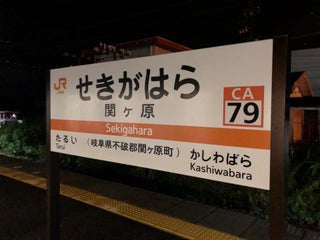 JR
せきがはら
関ヶ原
Sekigahara
CA
79
たるい
Tarui
(岐阜県不破郡関ヶ原町)
かしわばら
Kashiwabara